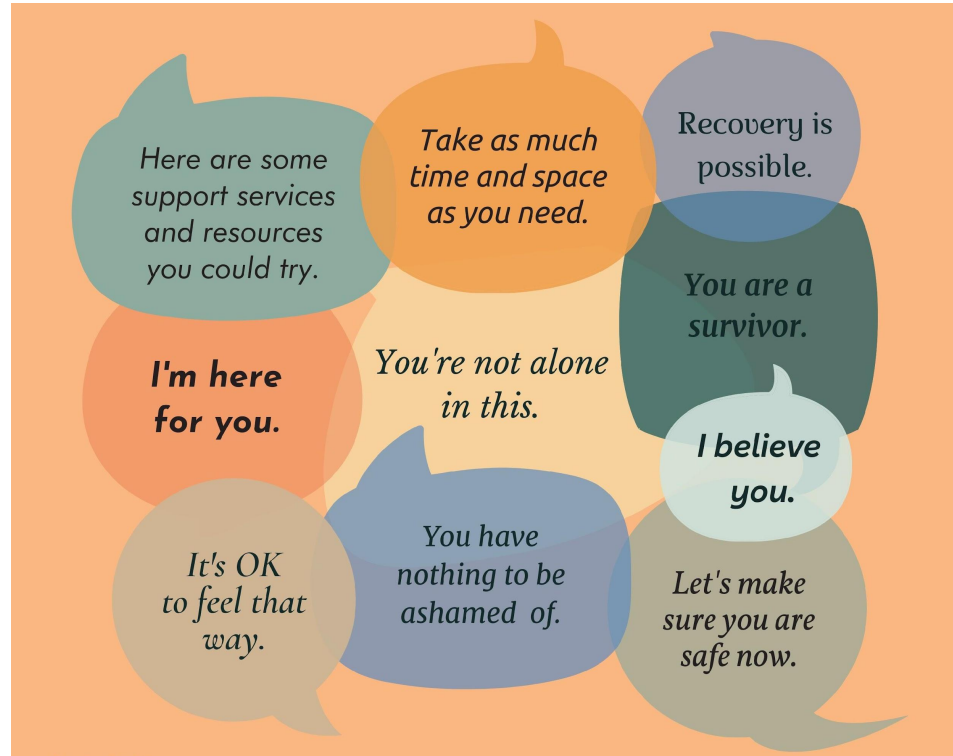 Here are some
support services
and resources
you could try.
Take as much
time and space
as you need.
Recovery is
possible.
I'm here
for you.
You're not alone
in this.
You are a
survivor.
I believe
you.
It's OK
to feel that
way.
You have
nothing to be
ashamed of.
Let's make
sure you are
safe now.